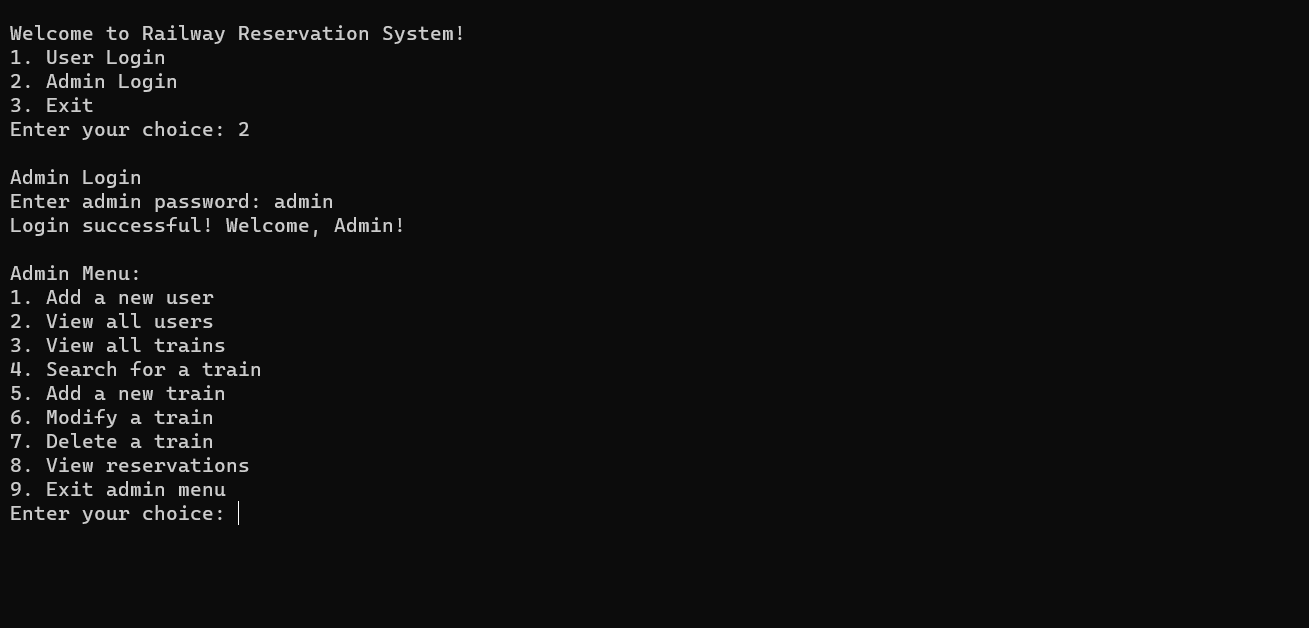 Welcome to Railway Reservation System!
1. User Login
2. Admin Login
3. Exit
Enter your choice: 2
Admin Login
Enter admin password: admin
Login successful! Welcome, Admin!
Admin Menu:
1. Add a new user
2. View all users
3. View all trains
4. Search for a train
5. Add a new train
6. Modify a train
7. Delete a train
8. View reservations
9. Exit admin menu
Enter your choice: